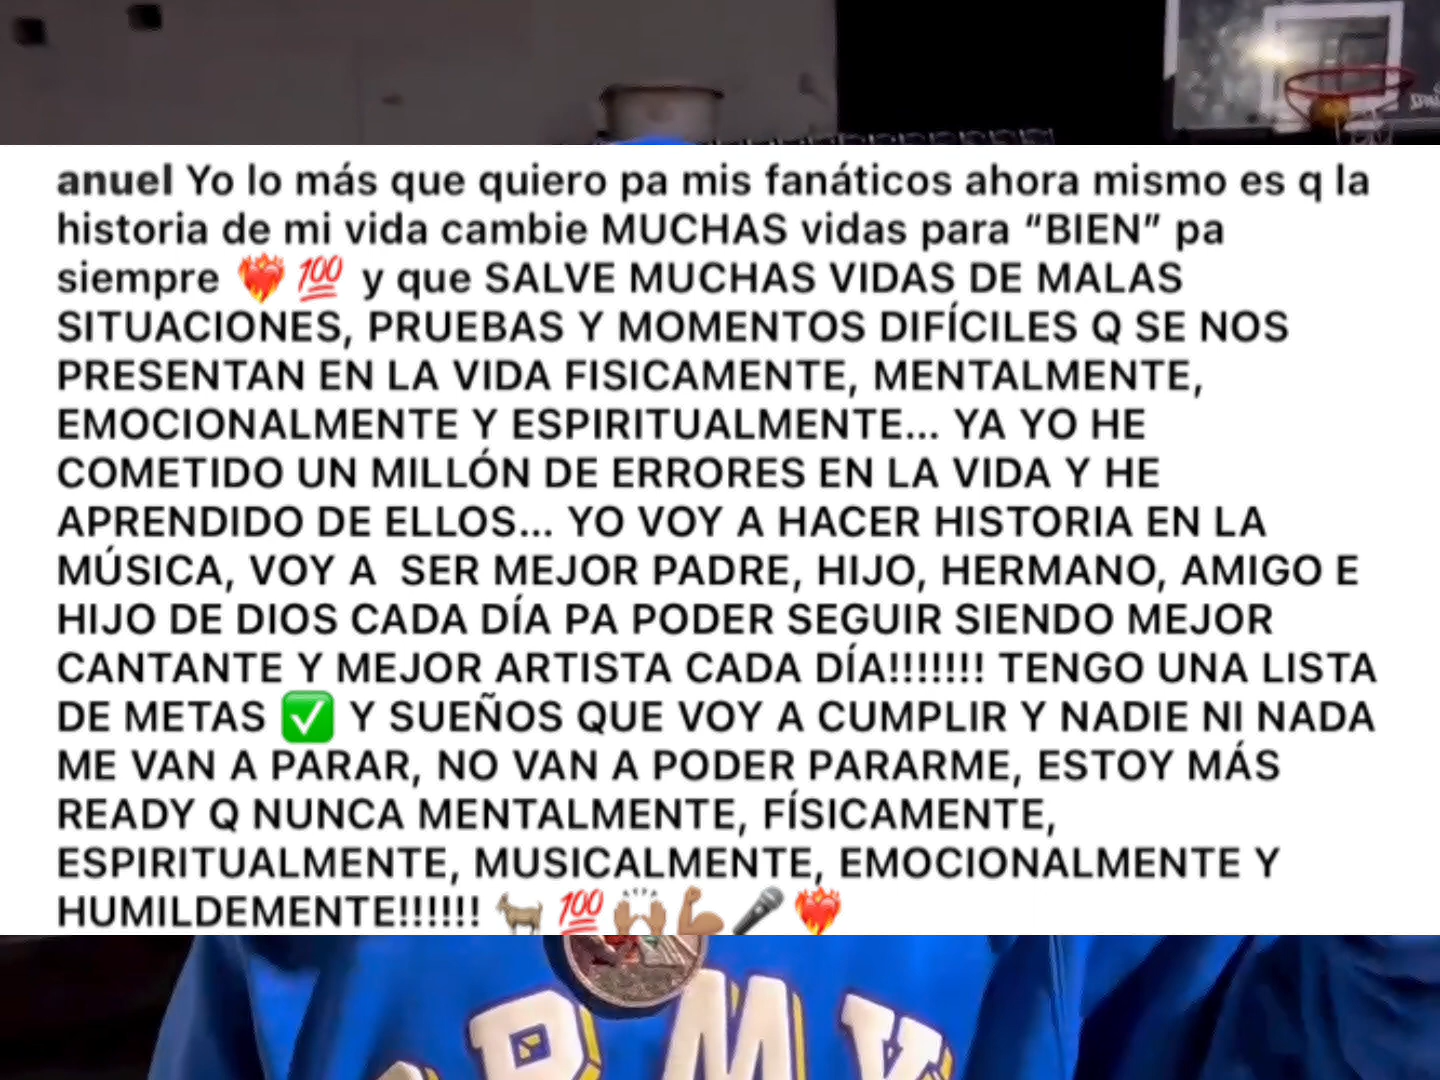 anuel Yo lo más que quiero pa mis fanáticos ahora mismo es q la
historia de mi vida cambie MUCHAS vidas para “BIEN” pa
siempre ❤️‍🔥 💯 y que SALVE MUCHAS VIDAS DE MALAS
SITUACIONES, PRUEBAS Y MOMENTOS DIFÍCILES Q SE NOS
PRESENTAN EN LA VIDA FISICAMENTE, MENTALMENTE,
EMOCIONALMENTE Y ESPIRITUALMENTE... YA YO HE
COMETIDO UN MILLÓN DE ERRORES EN LA VIDA Y HE
APRENDIDO DE ELLOS... YO VOY A HACER HISTORIA EN LA
MÚSICA, VOY A  SER MEJOR PADRE, HIJO, HERMANO, AMIGO E
HIJO DE DIOS CADA DÍA PA PODER SEGUIR SIENDO MEJOR
CANTANTE Y MEJOR ARTISTA CADA DÍA!!!!!!! TENGO UNA LISTA
DE METAS ✅ Y SUEÑOS QUE VOY A CUMPLIR Y NADIE NI NADA
ME VAN A PARAR, NO VAN A PODER PARARME, ESTOY MÁS
READY Q NUNCA MENTALMENTE, FÍSICAMENTE,
ESPIRITUALMENTE, MUSICALMENTE, EMOCIONALMENTE Y
HUMILDEMENTE!!!!!! 🐐 💯 🙌🏽 💪🏽 🎤 ❤️‍🔥